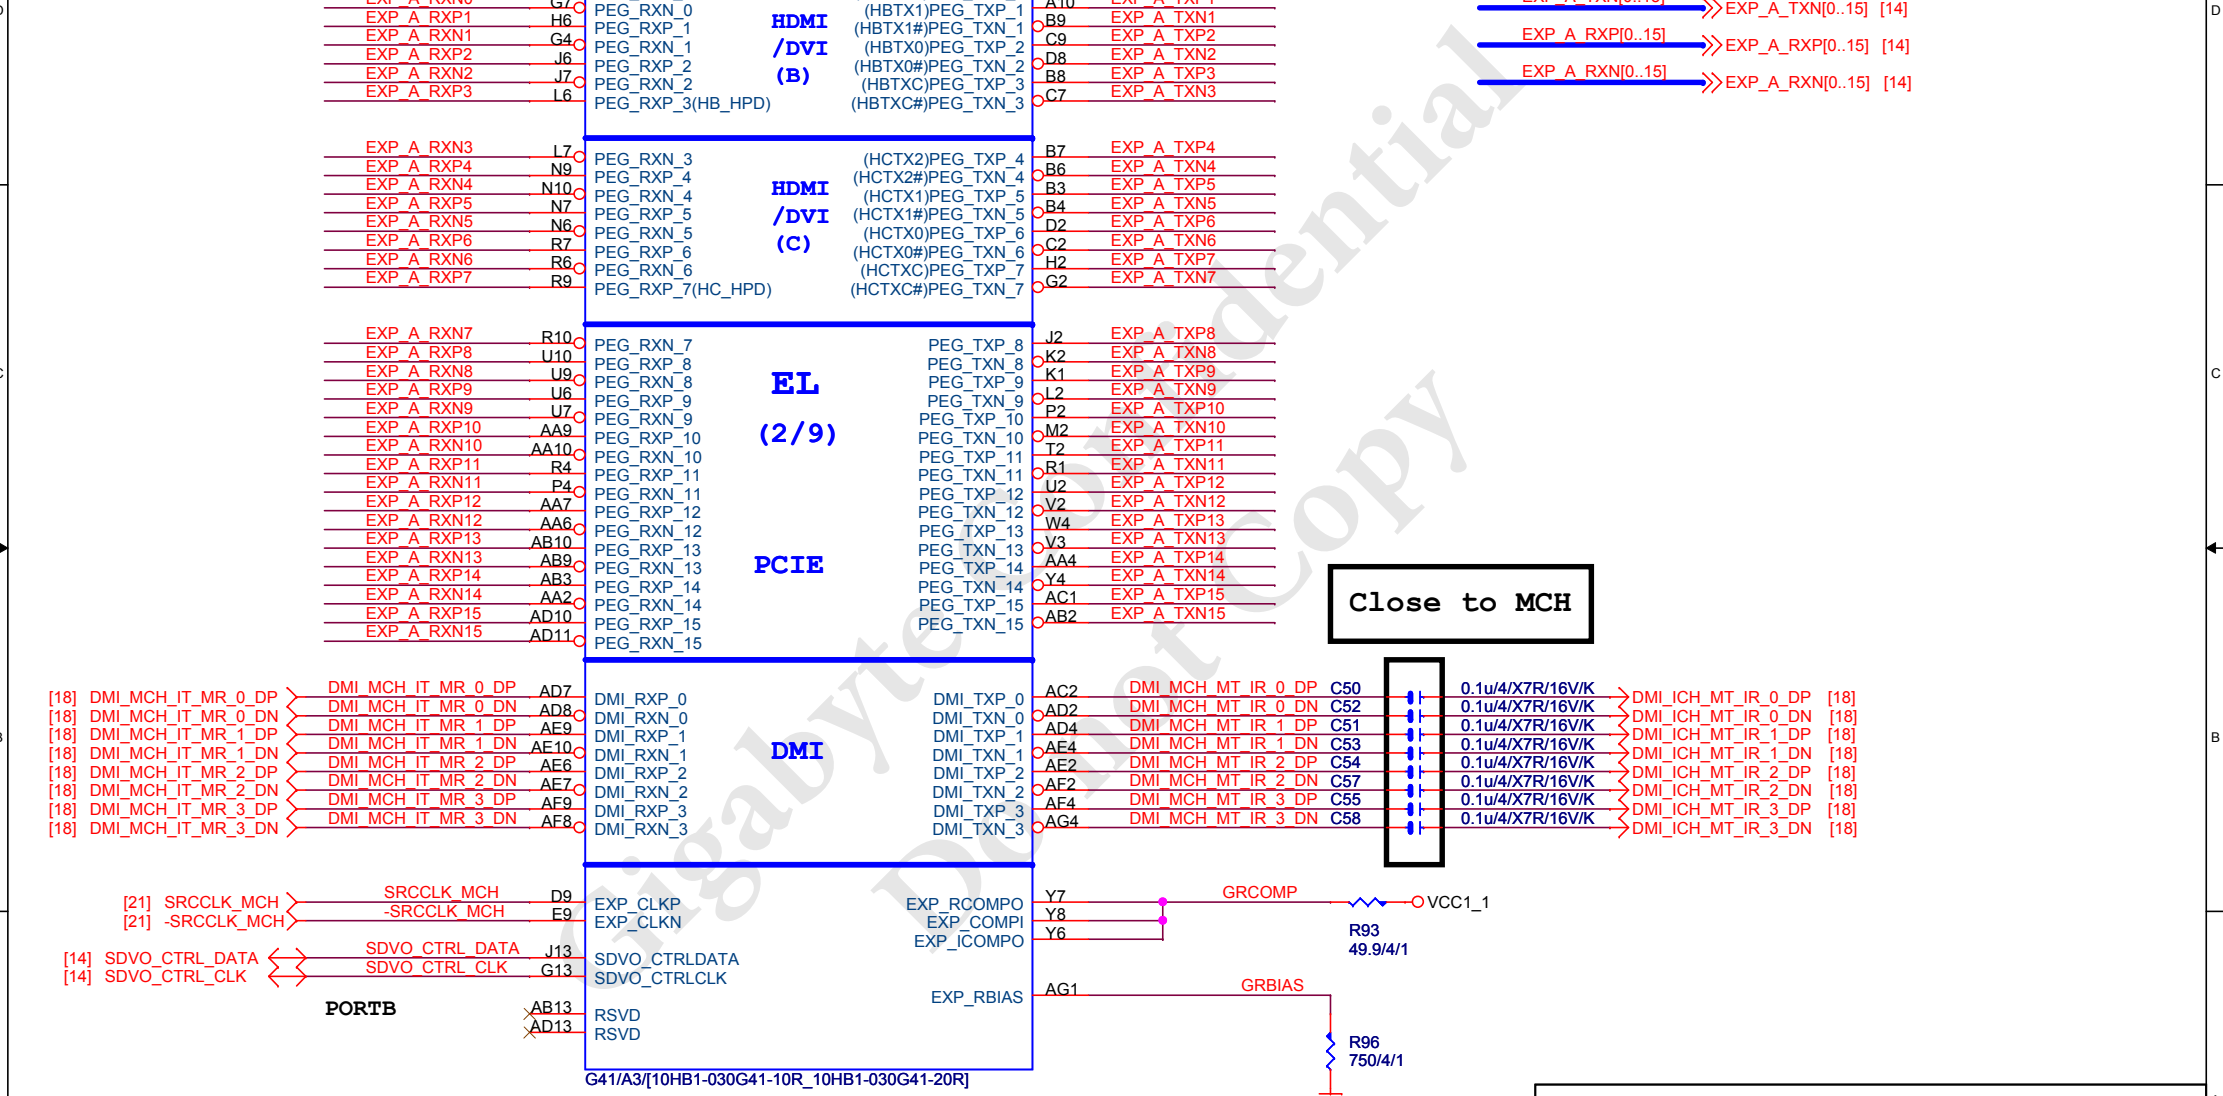 EXP_A_RXN0 G7 PEG_RXN_0 (HBTX1)PEG_TXP_1 A10 EXP_A_TXP1
EXP_A_RXP1 H6 PEG_RXP_1 (HBTX1#)PEG_TXN_1 B9 EXP_A_TXN1
EXP_A_RXN1 G4 PEG_RXN_1 (HBTX0)PEG_TXP_2 C9 EXP_A_TXP2
EXP_A_RXP2 J6 PEG_RXP_2 (HBTX0#)PEG_TXN_2 D8 EXP_A_TXN2
EXP_A_RXN2 J7 PEG_RXN_2 (HBTXC)PEG_TXP_3 B8 EXP_A_TXP3
EXP_A_RXP3 L6 PEG_RXP_3(HB_HPD) (HBTXC#)PEG_TXN_3 C7 EXP_A_TXN3
HDMI
/DVI
(B)
EXP_A_TXN[0..15] EXP_A_TXN[0..15] [14]
EXP_A_RXP[0..15] EXP_A_RXP[0..15] [14]
EXP_A_RXN[0..15] EXP_A_RXN[0..15] [14]
D
D
EXP_A_RXN3 L7 PEG_RXN_3 (HCTX2)PEG_TXP_4 B7 EXP_A_TXP4
EXP_A_RXP4 N9 PEG_RXP_4 (HCTX2#)PEG_TXN_4 B6 EXP_A_TXN4
EXP_A_RXN4 N10 PEG_RXN_4 (HCTX1)PEG_TXP_5 B3 EXP_A_TXP5
EXP_A_RXP5 N7 PEG_RXP_5 (HCTX1#)PEG_TXN_5 B4 EXP_A_TXN5
EXP_A_RXN5 N6 PEG_RXN_5 (HCTX0)PEG_TXP_6 D2 EXP_A_TXP6
EXP_A_RXP6 R7 PEG_RXP_6 (HCTX0#)PEG_TXN_6 C2 EXP_A_TXN6
EXP_A_RXN6 R6 PEG_RXN_6 (HCTXC)PEG_TXP_7 H2 EXP_A_TXP7
EXP_A_RXP7 R9 PEG_RXP_7(HC_HPD) (HCTXC#)PEG_TXN_7 G2 EXP_A_TXN7
HDMI
/DVI
(C)
EXP_A_RXN7 R10 PEG_RXN_7 PEG_TXP_8 J2 EXP_A_TXP8
EXP_A_RXP8 U10 PEG_RXP_8 PEG_TXN_8 K2 EXP_A_TXN8
EXP_A_RXN8 U9 PEG_RXN_8 PEG_TXP_9 K1 EXP_A_TXP9
EXP_A_RXP9 U6 PEG_RXP_9 PEG_TXN_9 L2 EXP_A_TXN9
EXP_A_RXN9 U7 PEG_RXN_9 PEG_TXP_10 P2 EXP_A_TXP10
EXP_A_RXP10 AA9 PEG_RXP_10 PEG_TXN_10 M2 EXP_A_TXN10
EXP_A_RXN10 AA10 PEG_RXN_10 PEG_TXP_11 T2 EXP_A_TXP11
EXP_A_RXP11 R4 PEG_RXP_11 PEG_TXN_11 R1 EXP_A_TXN11
EXP_A_RXN11 P4 PEG_RXN_11 PEG_TXP_12 U2 EXP_A_TXP12
EXP_A_RXP12 AA7 PEG_RXP_12 PEG_TXN_12 V2 EXP_A_TXN12
EXP_A_RXN12 AA6 PEG_RXN_12 PEG_TXP_13 W4 EXP_A_TXP13
EXP_A_RXP13 AB10 PEG_RXP_13 PEG_TXN_13 V3 EXP_A_TXN13
EXP_A_RXN13 AB9 PEG_RXN_13 PEG_TXP_14 AA4 EXP_A_TXP14
EXP_A_RXP14 AB3 PEG_RXP_14 PEG_TXN_14 Y4 EXP_A_TXN14
EXP_A_RXN14 AA2 PEG_RXN_14 PEG_TXP_15 AC1 EXP_A_TXP15
EXP_A_RXP15 AD10 PEG_RXP_15 PEG_TXN_15 AB2 EXP_A_TXN15
EXP_A_RXN15 AD11 PEG_RXN_15
EL
(2/9)
PCIE
C
Close to MCH
[18] DMI_MCH_IT_MR_0_DP DMI_MCH_IT_MR_0_DP AD7 DMI_RXP_0 DMI_TXP_0 AC2 DMI_MCH_MT_IR_0_DP C50 0.1u/4/X7R/16V/K DMI_ICH_MT_IR_0_DP [18]
[18] DMI_MCH_IT_MR_0_DN DMI_MCH_IT_MR_0_DN AD8 DMI_RXN_0 DMI_TXN_0 AD2 DMI_MCH_MT_IR_0_DN C52 0.1u/4/X7R/16V/K DMI_ICH_MT_IR_0_DN [18]
[18] DMI_MCH_IT_MR_1_DP DMI_MCH_IT_MR_1_DP AE9 DMI_RXP_1 DMI_TXP_1 AD4 DMI_MCH_MT_IR_1_DP C51 0.1u/4/X7R/16V/K DMI_ICH_MT_IR_1_DP [18]
[18] DMI_MCH_IT_MR_1_DN DMI_MCH_IT_MR_1_DN AE10 DMI_RXN_1 DMI_TXN_1 AE4 DMI_MCH_MT_IR_1_DN C53 0.1u/4/X7R/16V/K DMI_ICH_MT_IR_1_DN [18]
[18] DMI_MCH_IT_MR_2_DP DMI_MCH_IT_MR_2_DP AE6 DMI_RXP_2 DMI_TXP_2 AE2 DMI_MCH_MT_IR_2_DP C54 0.1u/4/X7R/16V/K DMI_ICH_MT_IR_2_DP [18]
[18] DMI_MCH_IT_MR_2_DN DMI_MCH_IT_MR_2_DN AE7 DMI_RXN_2 DMI_TXN_2 AF2 DMI_MCH_MT_IR_2_DN C57 0.1u/4/X7R/16V/K DMI_ICH_MT_IR_2_DN [18]
[18] DMI_MCH_IT_MR_3_DP DMI_MCH_IT_MR_3_DP AF9 DMI_RXP_3 DMI_TXP_3 AF4 DMI_MCH_MT_IR_3_DP C55 0.1u/4/X7R/16V/K DMI_ICH_MT_IR_3_DP [18]
[18] DMI_MCH_IT_MR_3_DN DMI_MCH_IT_MR_3_DN AF8 DMI_RXN_3 DMI_TXN_3 AG4 DMI_MCH_MT_IR_3_DN C58 0.1u/4/X7R/16V/K DMI_ICH_MT_IR_3_DN [18]
DMI
B
[21] SRCCLK_MCH SRCCLK_MCH D9 EXP_CLKP EXP_RCOMPO Y7 GRCOMP VCC1_1
[21] -SRCCLK_MCH -SRCCLK_MCH E9 EXP_CLKN EXP_COMPI Y8
EXP_ICOMPO Y6
R93
49.9/4/1
[14] SDVO_CTRL_DATA SDVO_CTRL_DATA J13 SDVO_CTRLDATA
[14] SDVO_CTRL_CLK SDVO_CTRL_CLK G13 SDVO_CTRLCLK
EXP_RBIAS AG1 GRBIAS
PORTB
AB13 RSVD
AD13 RSVD
R96
750/4/1
G41/A3/[10HB1-030G41-10R_10HB1-030G41-20R]
Gigabyte Confidential
Do not Copy